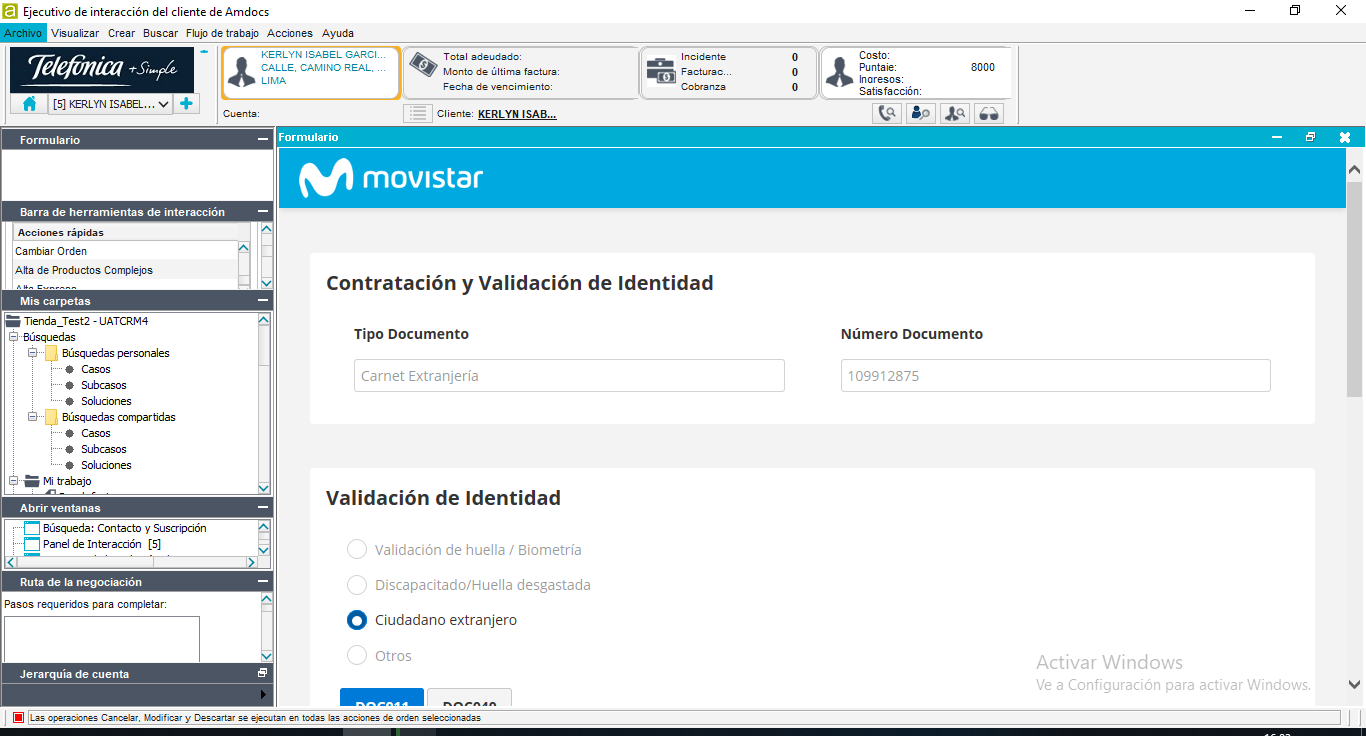 Ejecutivo de interacción del cliente de Amdocs
Archivo Visualizar Crear Buscar Flujo de trabajo Acciones Ayuda
Telefónica +Simple
[5] KERLYN ISABEL...
KERLYN ISABEL GARCI...
CALLE, CAMINO REAL, ...
LIMA
Total adeudado:
Monto de última factura:
Fecha de vencimiento:
Incidente 0
Facturac... 0
Cobranza 0
Costo:
Puntaje: 8000
Ingresos:
Satisfacción:
Cuenta:
Cliente: KERLYN ISAB...
Formulario
Barra de herramientas de interacción
Acciones rápidas
Cambiar Orden
Alta de Productos Complejos
Alta Express
Mis carpetas
Tienda_Test2 - UATCRM4
Búsquedas
Búsquedas personales
Casos
Subcasos
Soluciones
Búsquedas compartidas
Casos
Subcasos
Soluciones
Mi trabajo
Abrir ventanas
Búsqueda: Contacto y Suscripción
Panel de Interacción [5]
Ruta de la negociación
Pasos requeridos para completar:
Jerarquía de cuenta
Formulario
movistar
Contratación y Validación de Identidad
Tipo Documento Número Documento
Carnet Extranjería 109912875
Validación de Identidad
Validación de huella / Biometría
Discapacitado/Huella desgastada
Ciudadano extranjero
Otros
DOC011 DOC040
Activar Windows
Ve a Configuración para activar Windows.
Las operaciones Cancelar, Modificar y Descartar se ejecutan en todas las acciones de orden seleccionadas